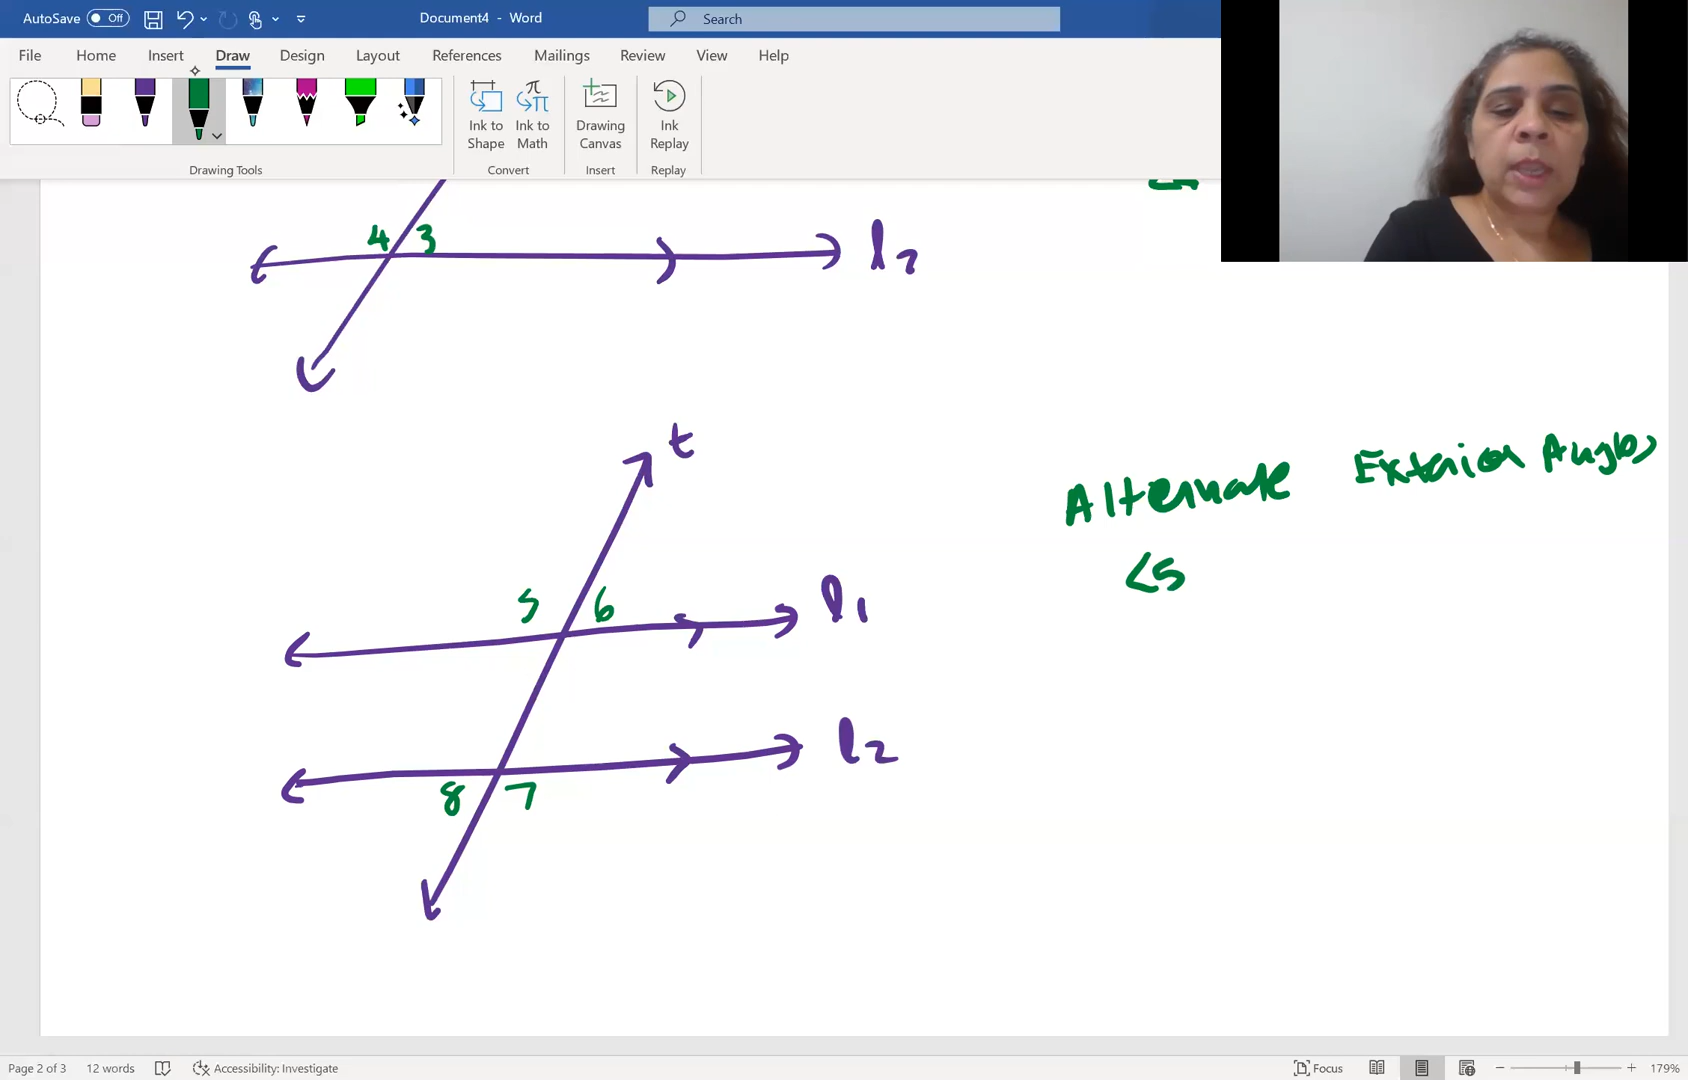 AutoSave Off Document4 - Word Search
File Home Insert Draw Design Layout References Mailings Review View Help
Ink to Shape
Ink to Math
Drawing Canvas
Ink Replay
Drawing Tools Convert Insert Replay
4 3 l2
t
Alternate Exterior Angles
<5
5 6 l1
l2
8 7
Page 2 of 3 12 words Accessibility: Investigate Focus 179%